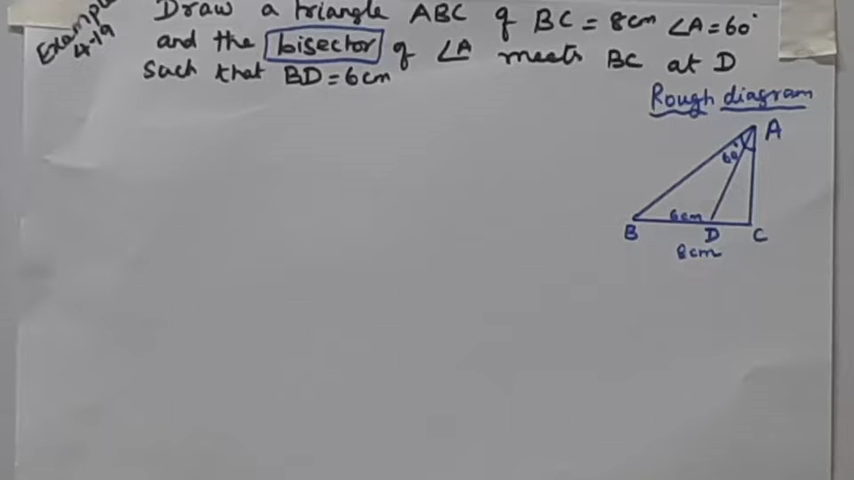 Example 4.19
Draw a triangle ABC of BC = 8cm ∠A = 60°
and the bisector of ∠A meets BC at D
Such that BD = 6cm
Rough diagram
A
60°
6cm
B D C
8cm